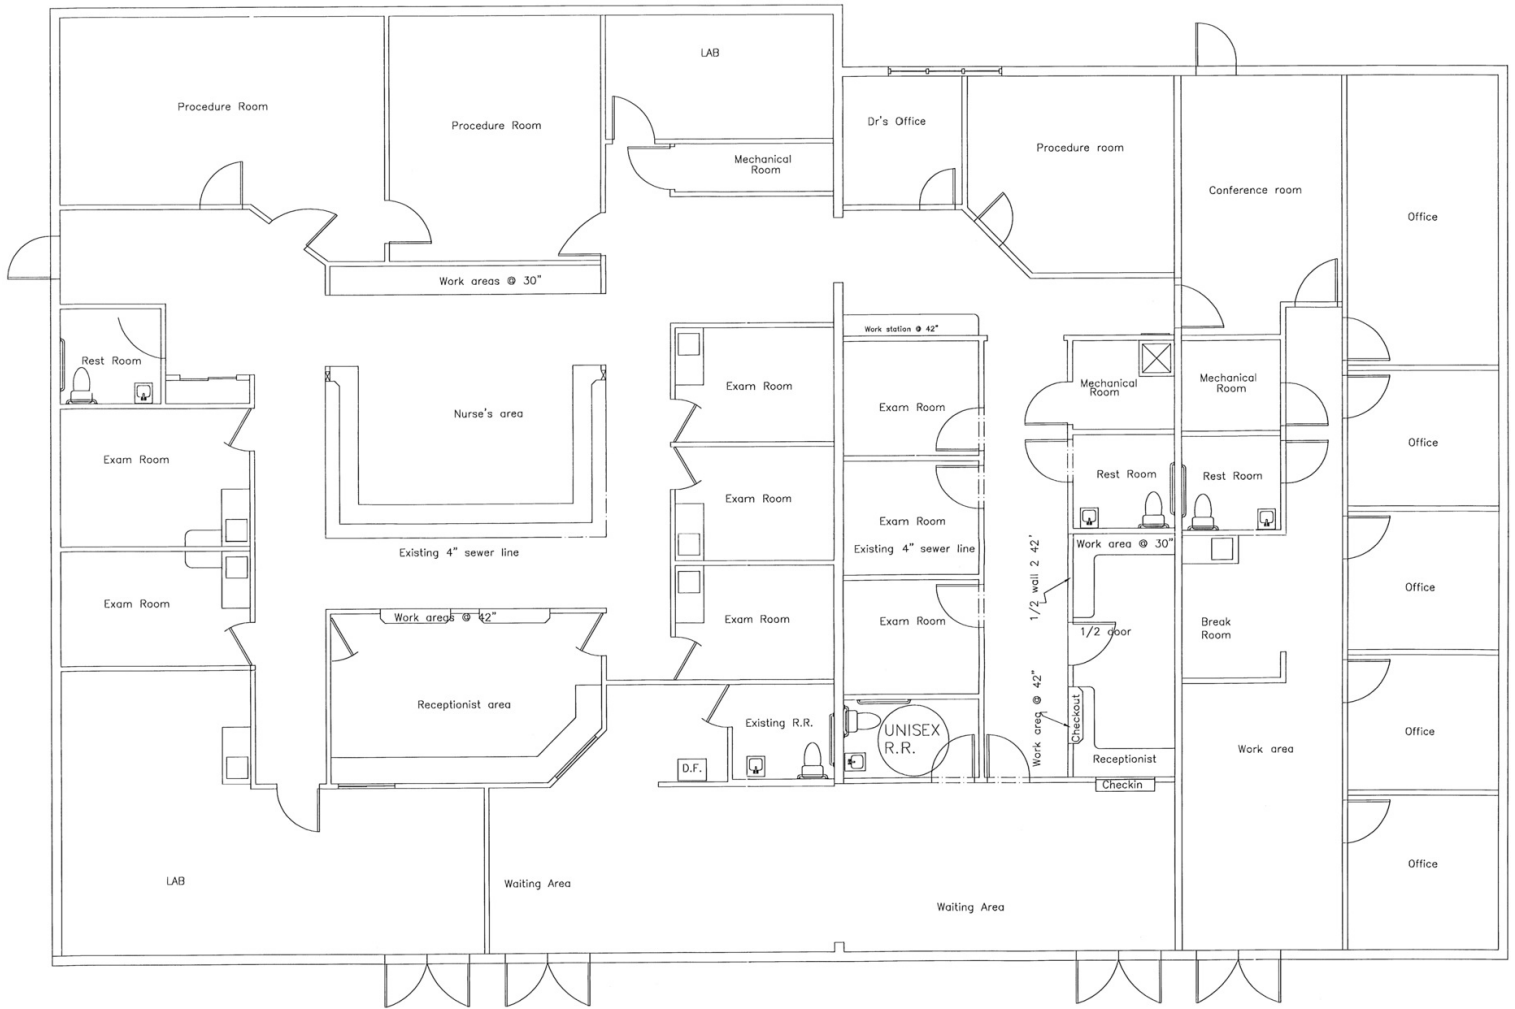 LAB
Procedure Room
Procedure Room
Dr's Office
Procedure room
Mechanical
Room
Conference room
Office
Work areas @ 30"
Work station @ 42"
Rest Room
Exam Room
Nurse's area
Exam Room
Mechanical
Room
Mechanical
Room
Office
Exam Room
Exam Room
Rest Room
Rest Room
Exam Room
Existing 4" sewer line
Existing 4" sewer line
1/2 wall 2 42'
Work area @ 30"
Office
Exam Room
Work areas @ 42"
Exam Room
Exam Room
1/2 door
Break
Room
Receptionist area
Existing R.R.
UNISEX
R.R.
Work area @ 42"
Checkout
Office
Work area
D.F.
Receptionist
Checkin
LAB
Waiting Area
Waiting Area
Office